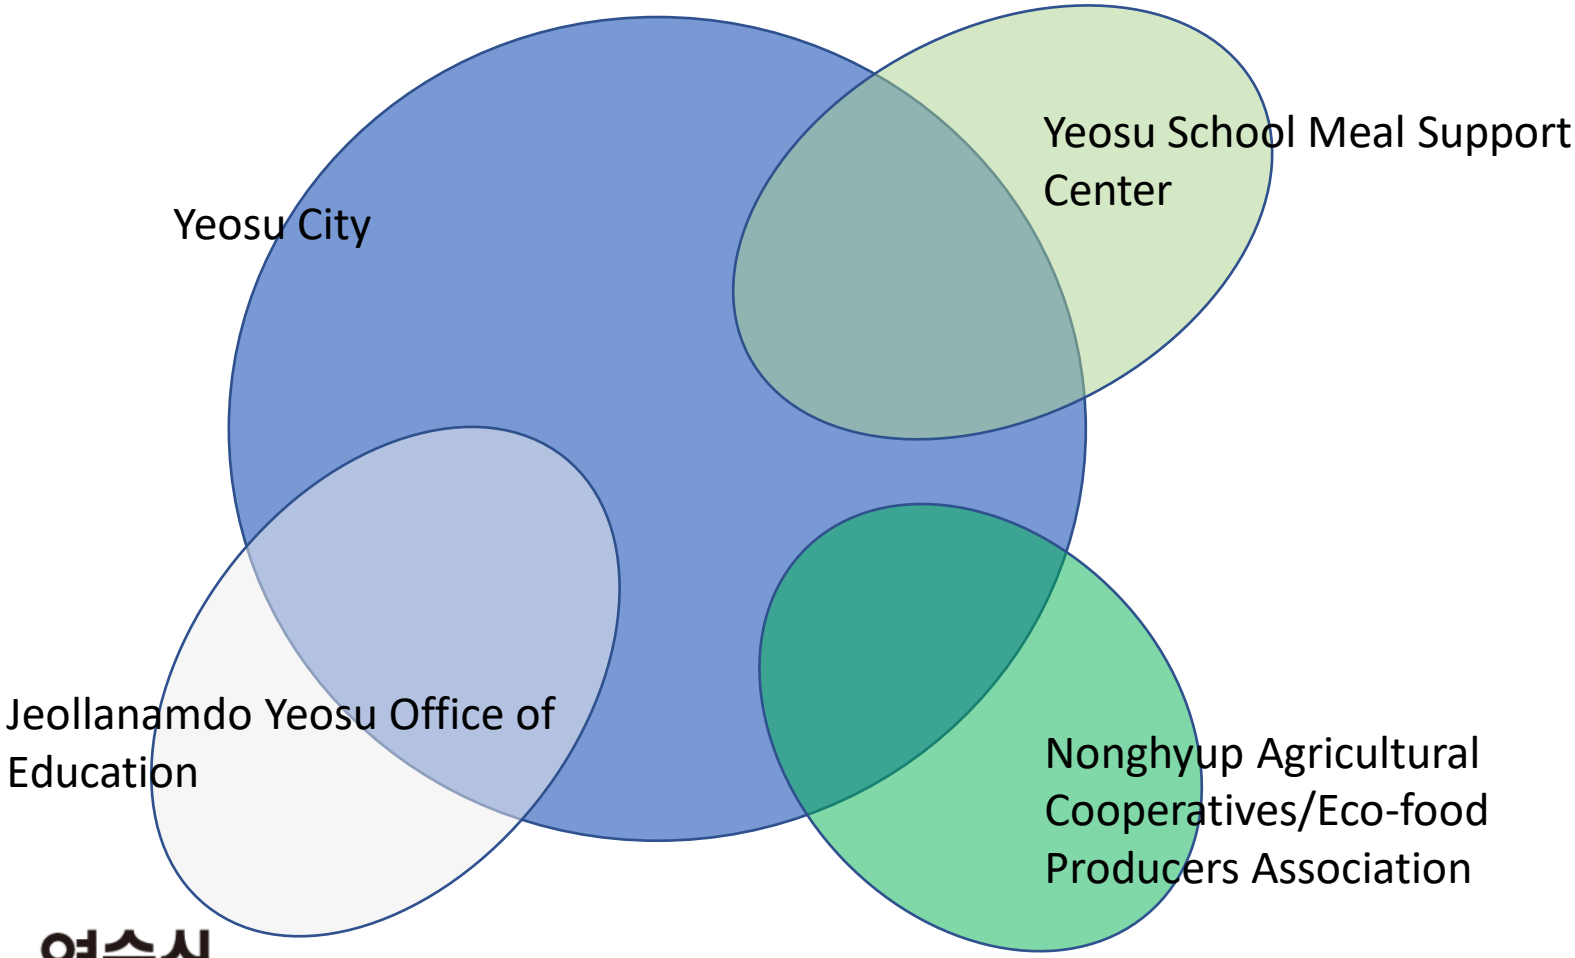 Yeosu School Meal Support
Center
Yeosu City
Jeollanamdo Yeosu Office of
Education
Nonghyup Agricultural
Cooperatives/Eco-food
Producers Association